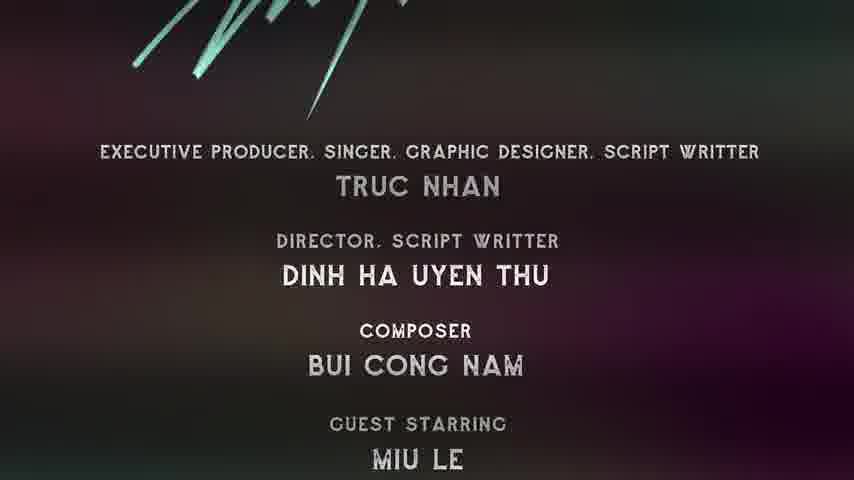 EXECUTIVE PRODUCER. SINGER. GRAPHIC DESIGNER. SCRIPT WRITTER
TRUC NHAN
DIRECTOR. SCRIPT WRITTER
DINH HA UYEN THU
COMPOSER
BUI CONG NAM
GUEST STARRING
MIU LE